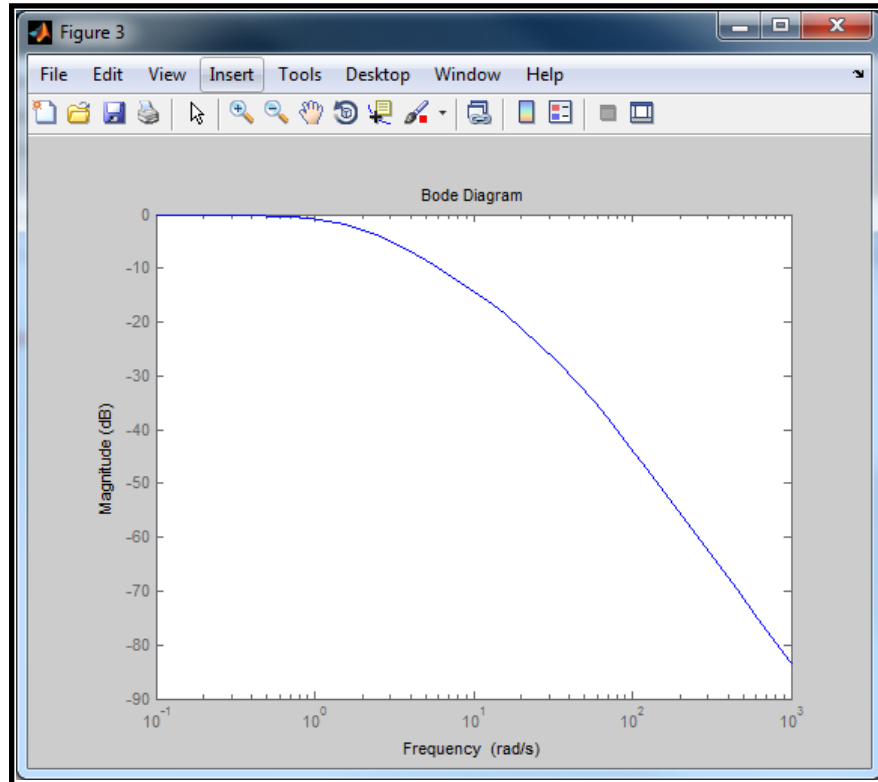 Figure 3
File Edit View Insert Tools Desktop Window Help
Bode Diagram
Magnitude (dB)
0
-10
-20
-30
-40
-50
-60
-70
-80
-90
10^-1 10^0 10^1 10^2 10^3
Frequency (rad/s)